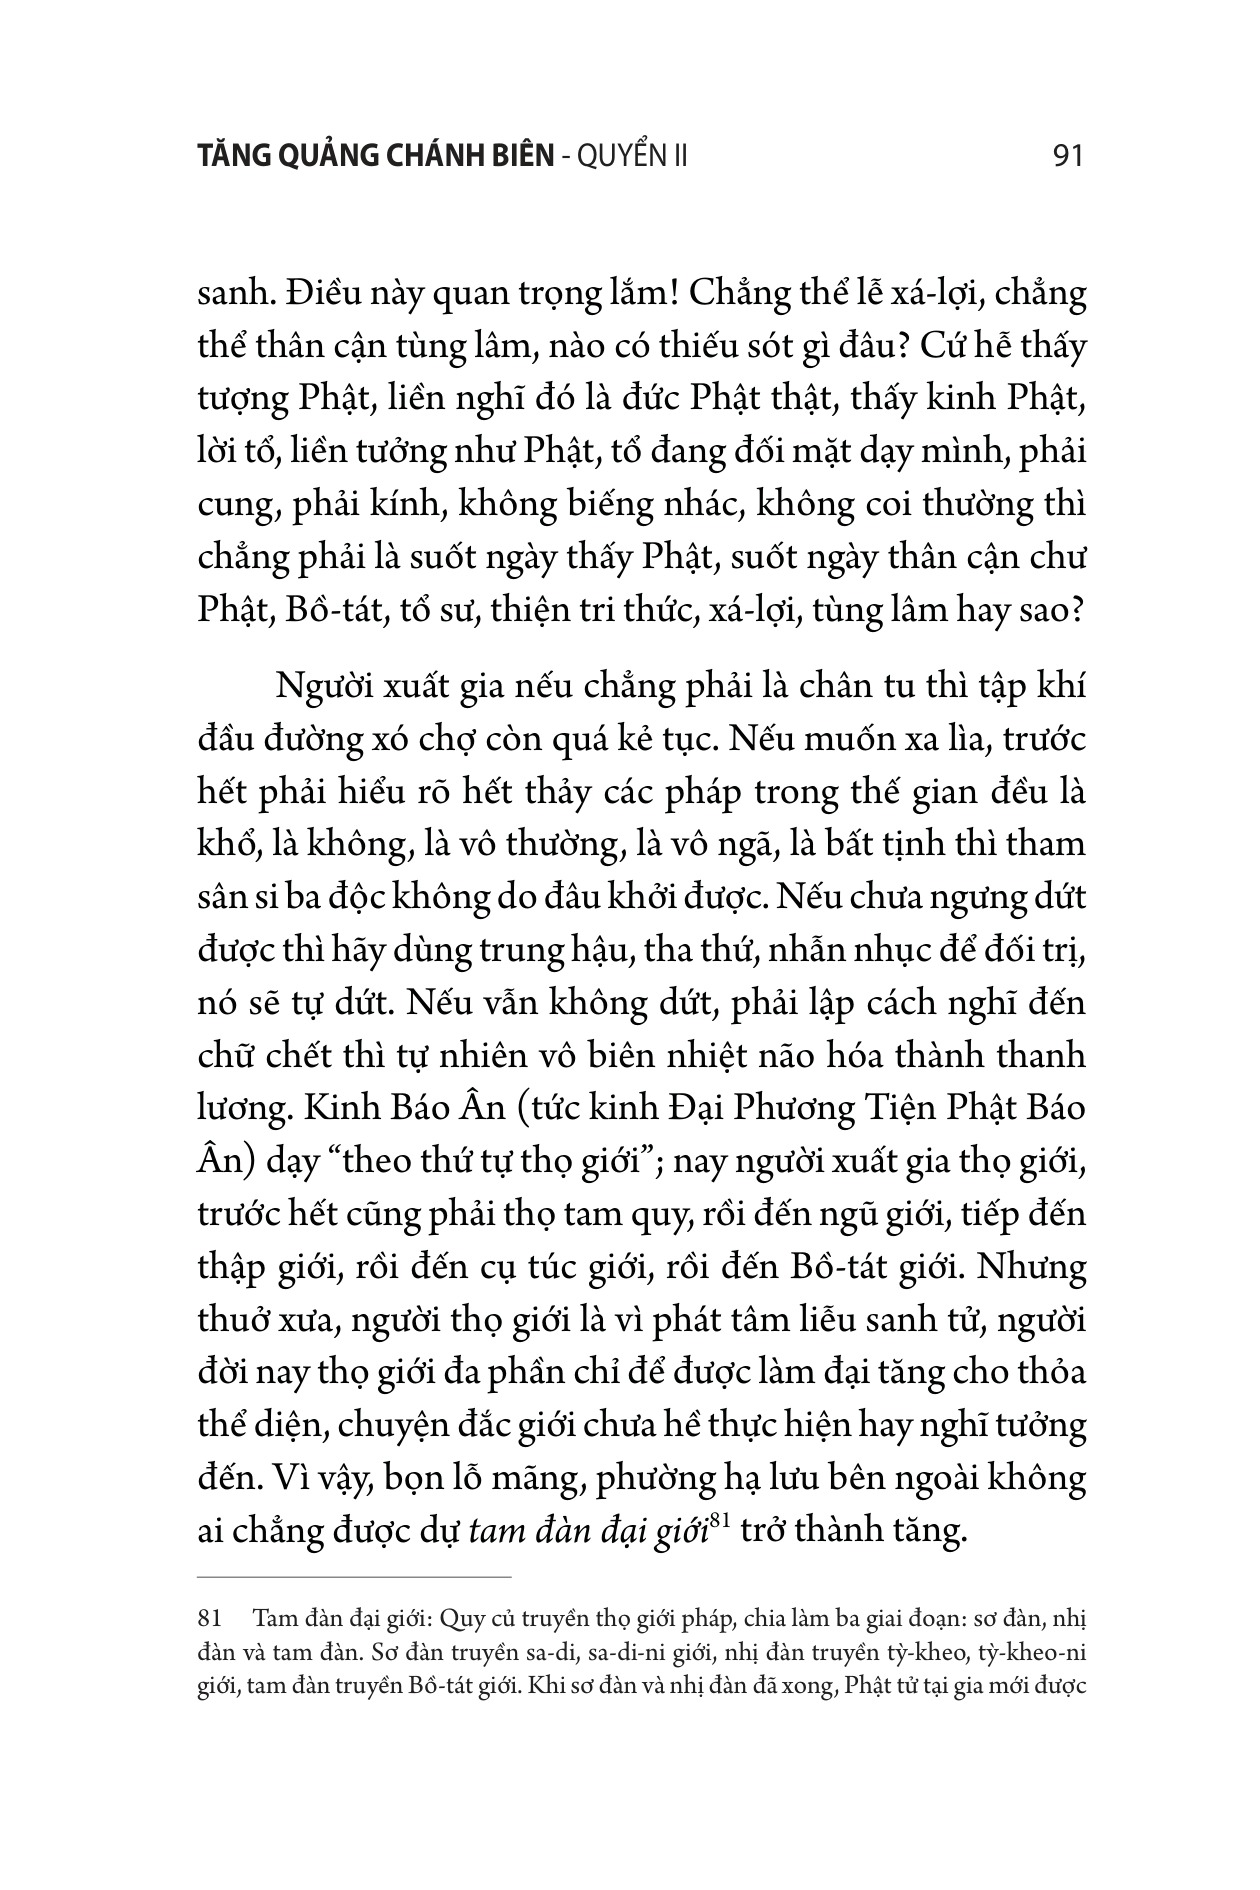 TĂNG QUẢNG CHÁNH BIÊN - QUYỂN II 91
sanh. Điều này quan trọng lắm! Chẳng thể lễ xá-lợi, chẳng
thể thân cận tùng lâm, nào có thiếu sót gì đâu? Cứ hễ thấy
tượng Phật, liền nghĩ đó là đức Phật thật, thấy kinh Phật,
lời tổ, liền tưởng như Phật, tổ đang đối mặt dạy mình, phải
cung, phải kính, không biếng nhác, không coi thường thì
chẳng phải là suốt ngày thấy Phật, suốt ngày thân cận chư
Phật, Bồ-tát, tổ sư, thiện tri thức, xá-lợi, tùng lâm hay sao?
Người xuất gia nếu chẳng phải là chân tu thì tập khí
đầu đường xó chợ còn quá kẻ tục. Nếu muốn xa lìa, trước
hết phải hiểu rõ hết thảy các pháp trong thế gian đều là
khổ, là không, là vô thường, là vô ngã, là bất tịnh thì tham
sân si ba độc không do đâu khởi được. Nếu chưa ngưng dứt
được thì hãy dùng trung hậu, tha thứ, nhẫn nhục để đối trị,
nó sẽ tự dứt. Nếu vẫn không dứt, phải lập cách nghĩ đến
chữ chết thì tự nhiên vô biên nhiệt não hóa thành thanh
lương. Kinh Báo Ân (tức kinh Đại Phương Tiện Phật Báo
Ân) dạy “theo thứ tự thọ giới”; nay người xuất gia thọ giới,
trước hết cũng phải thọ tam quy, rồi đến ngũ giới, tiếp đến
thập giới, rồi đến cụ túc giới, rồi đến Bồ-tát giới. Nhưng
thuở xưa, người thọ giới là vì phát tâm liễu sanh tử, người
đời nay thọ giới đa phần chỉ để được làm đại tăng cho thỏa
thể diện, chuyện đắc giới chưa hề thực hiện hay nghĩ tưởng
đến. Vì vậy, bọn lỗ mãng, phường hạ lưu bên ngoài không
ai chẳng được dự tam đàn đại giới81 trở thành tăng.
81 Tam đàn đại giới: Quy củ truyền thọ giới pháp, chia làm ba giai đoạn: sơ đàn, nhị
đàn và tam đàn. Sơ đàn truyền sa-di, sa-di-ni giới, nhị đàn truyền tỳ-kheo, tỳ-kheo-ni
giới, tam đàn truyền Bồ-tát giới. Khi sơ đàn và nhị đàn đã xong, Phật tử tại gia mới được